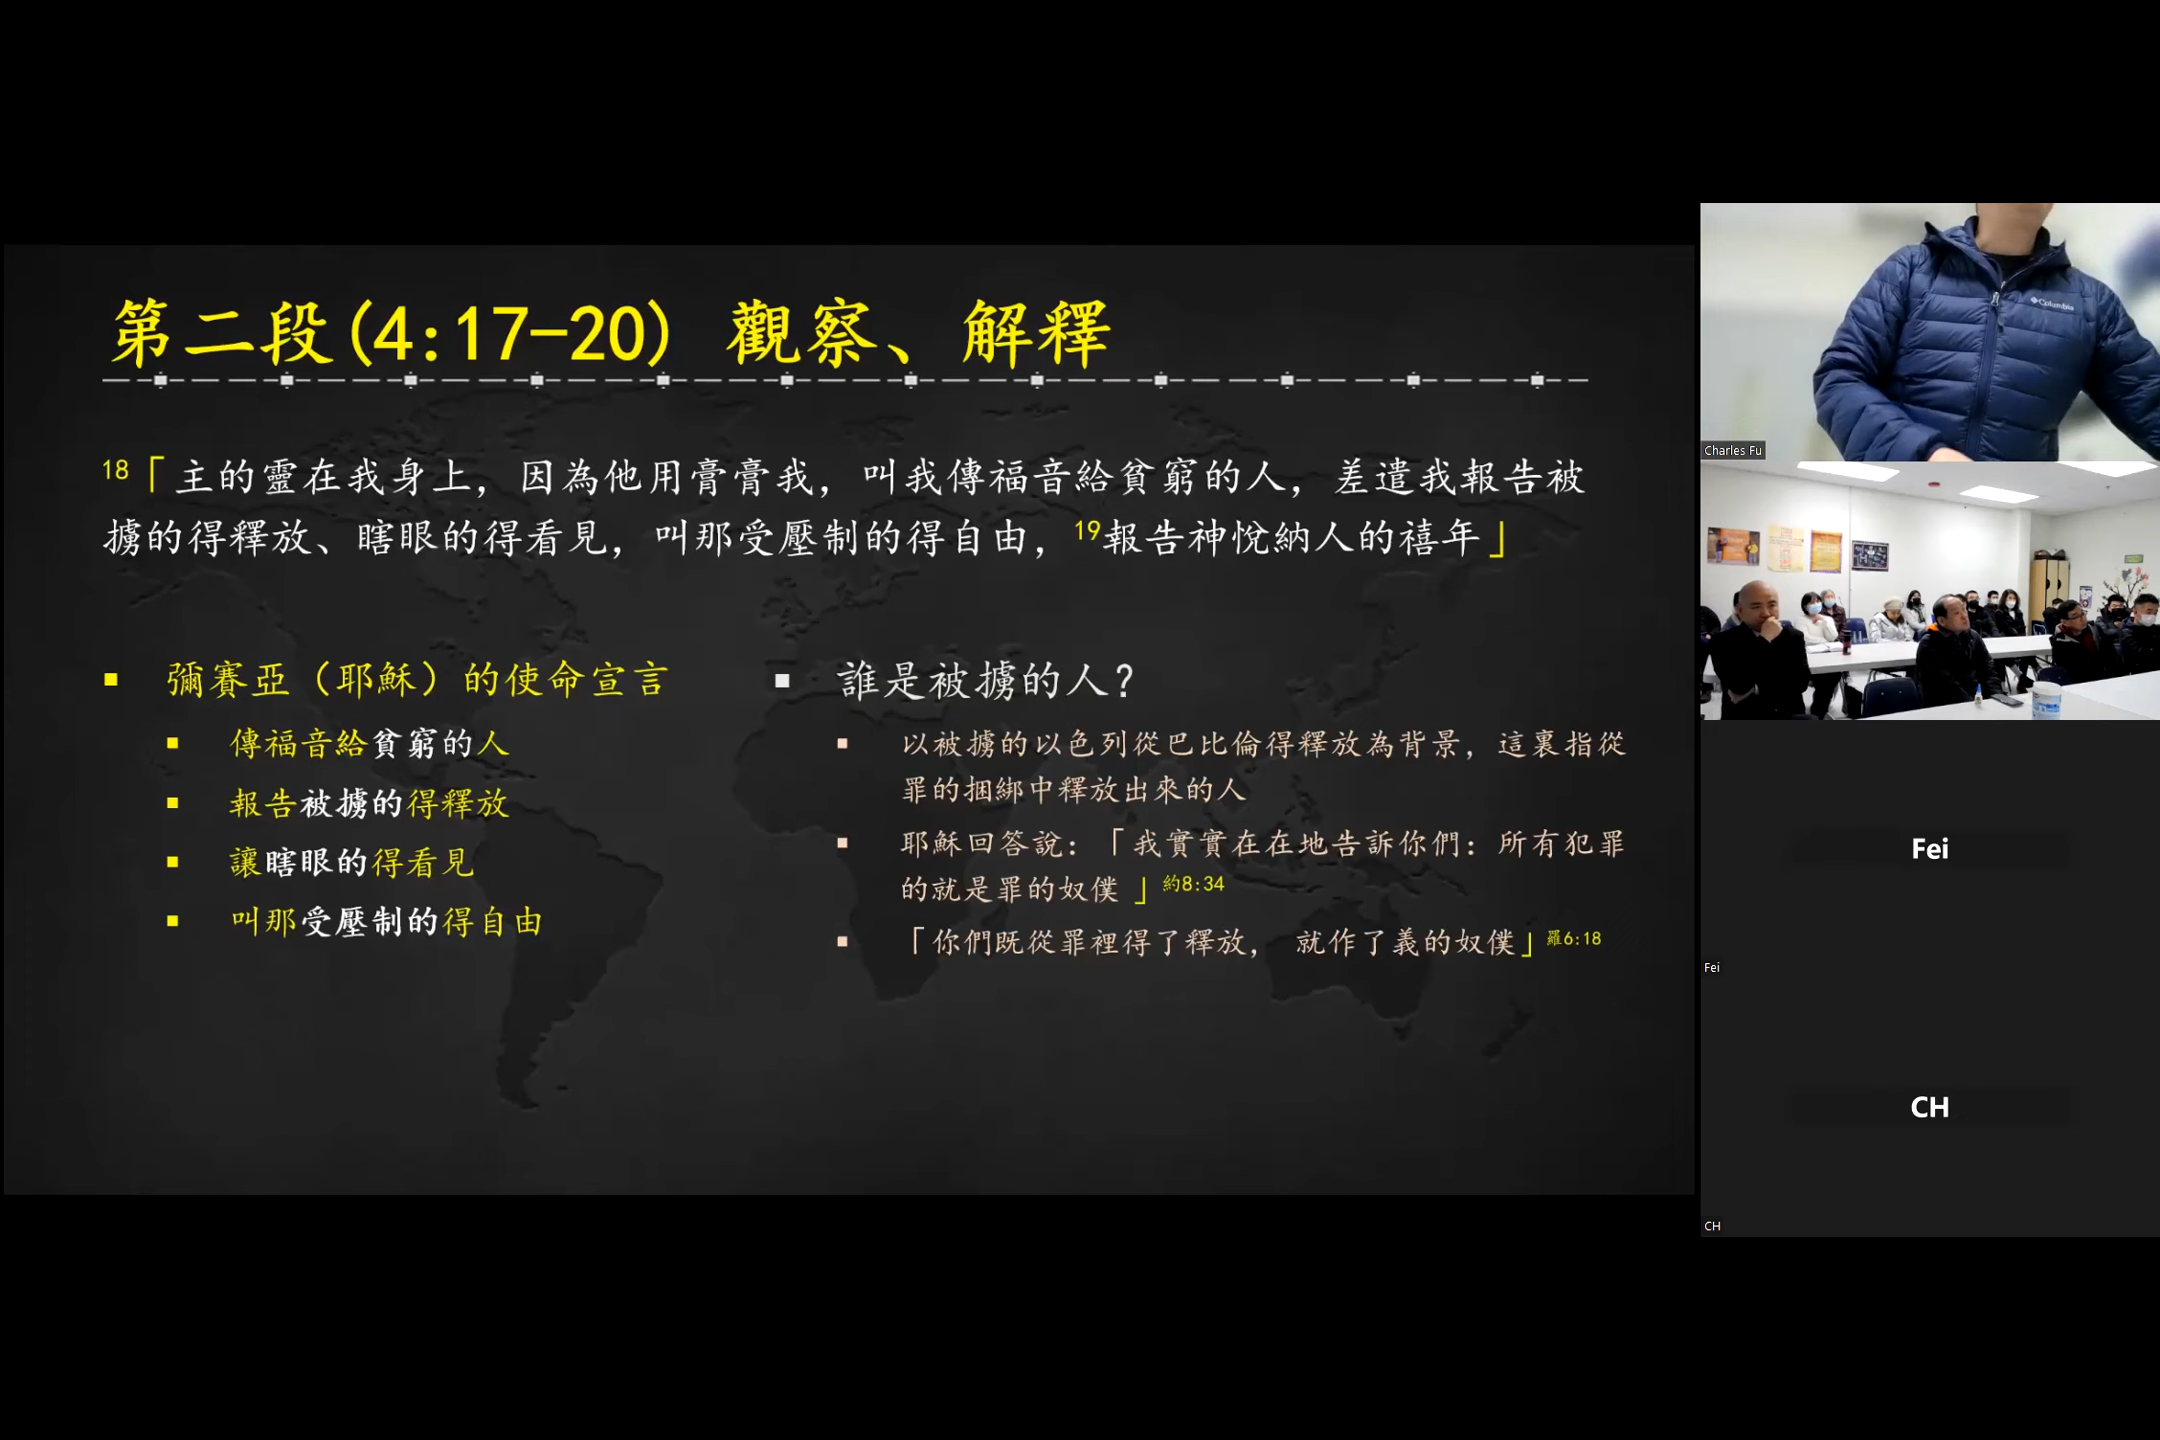 第二段(4:17-20) 觀察、解釋
18「主的靈在我身上，因為他用膏膏我，叫我傳福音給貧窮的人，差遣我報告被
擄的得釋放、瞎眼的得看見，叫那受壓制的得自由，19報告神悅納人的禧年」
▪ 彌賽亞（耶穌）的使命宣言
▪ 傳福音給貧窮的人
▪ 報告被擄的得釋放
▪ 讓瞎眼的得看見
▪ 叫那受壓制的得自由
▪ 誰是被擄的人？
▪ 以被擄的以色列從巴比倫得釋放為背景，這裏指從
罪的捆綁中釋放出來的人
▪ 耶穌回答說：「我實實在在地告訴你們：所有犯罪
的就是罪的奴僕 」約8:34
▪ 「你們既從罪裡得了釋放， 就作了義的奴僕」羅6:18
Columbia
Charles Fu
Fei
Fei
CH
CH